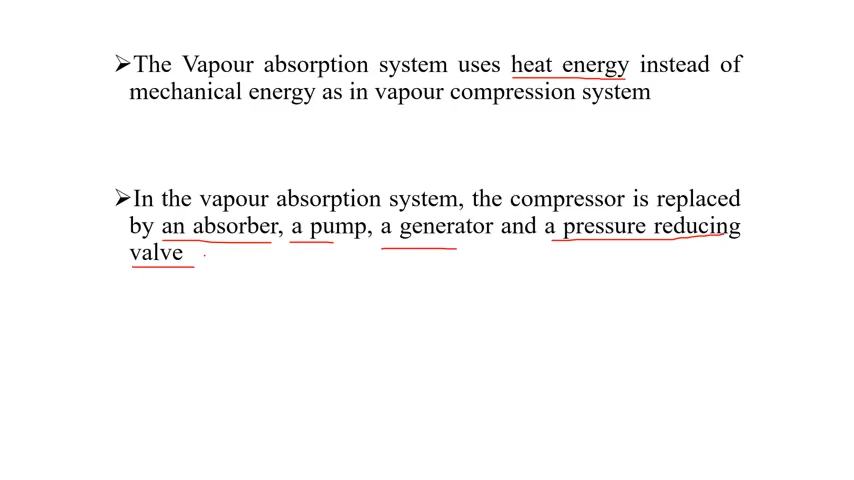 ➢The Vapour absorption system uses heat energy instead of
mechanical energy as in vapour compression system
➢In the vapour absorption system, the compressor is replaced
by an absorber, a pump, a generator and a pressure reducing
valve